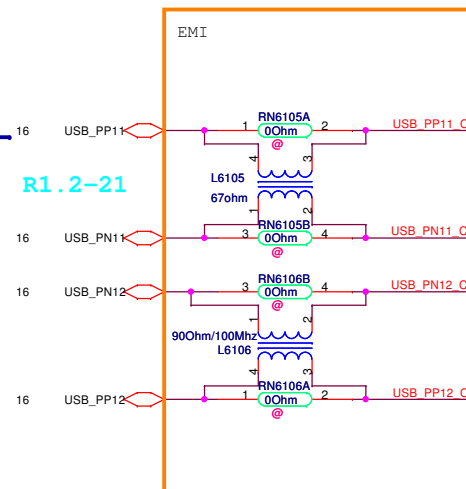 EMI
RN6105A
16 USB_PP11 1 0Ohm 2 USB_PP11_C
@
4 3
R1.2-21
L6105
67ohm
1 2
RN6105B
16 USB_PN11 3 0Ohm 4 USB_PN11_C
@
RN6106B
16 USB_PN12 3 0Ohm 4 USB_PN12_C
@
1 2
90Ohm/100Mhz
L6106
4 3
RN6106A
16 USB_PP12 1 0Ohm 2 USB_PP12_C
@